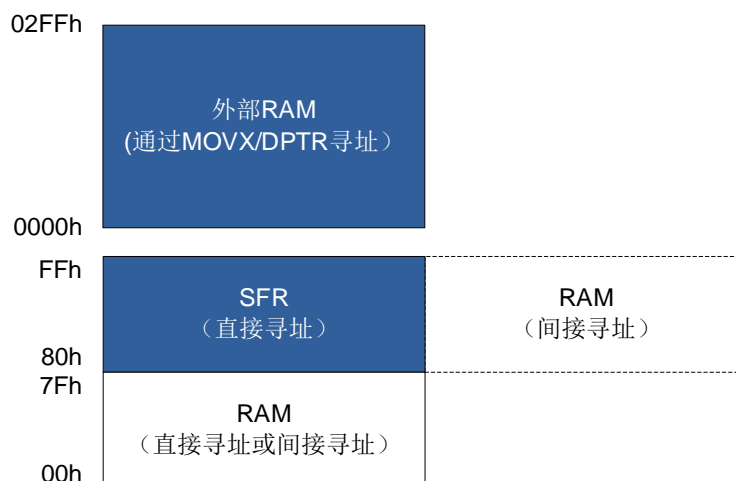 02FFh
外部RAM
(通过MOVX/DPTR寻址）
0000h
FFh
SFR
（直接寻址）
RAM
（间接寻址）
80h
7Fh
RAM
（直接寻址或间接寻址）
00h